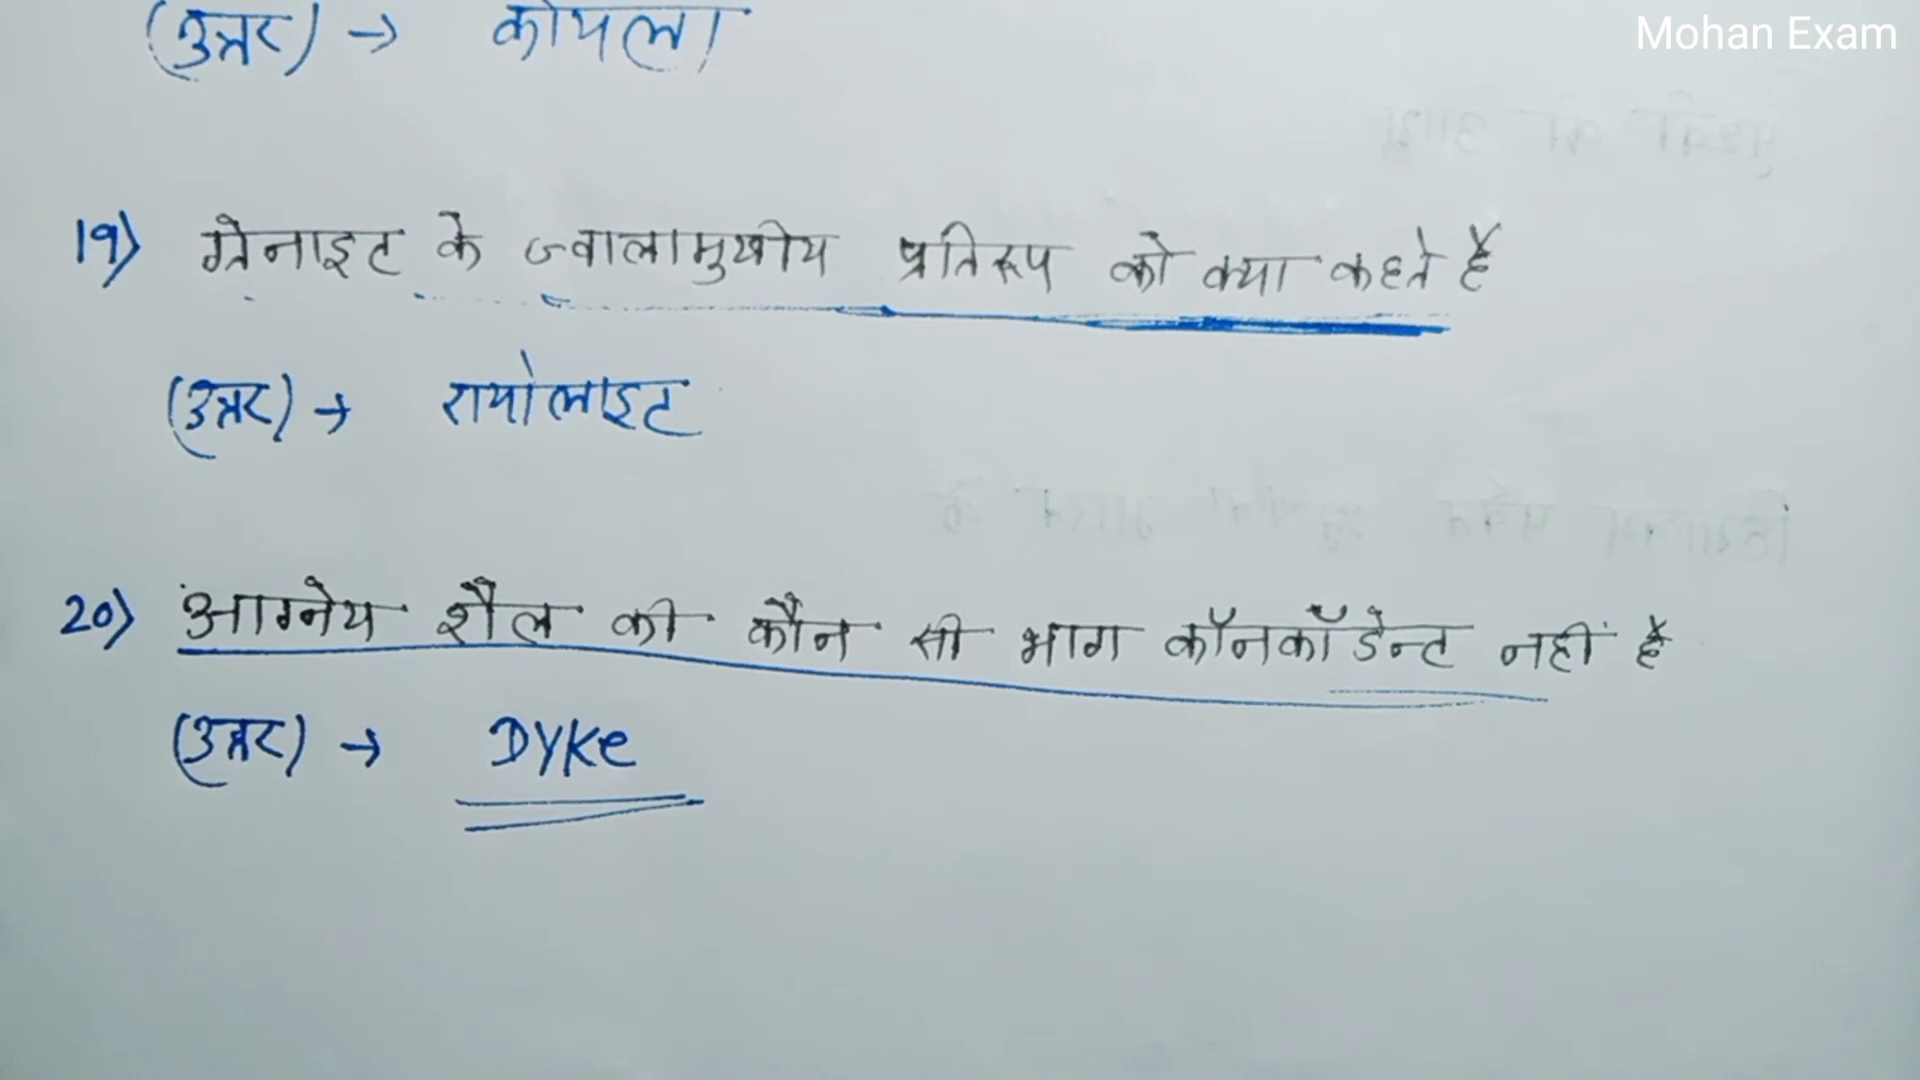 Mohan Exam
(उत्तर) → कोयला
19) ग्रेनाइट के ज्वालामुखीय प्रतिरूप को क्या कहते हैं
(उत्तर) → रायोलाइट
20) आग्नेय शैल की कौन सी भाग कॉनकॉर्डेन्ट नहीं है
(उत्तर) → DYKe